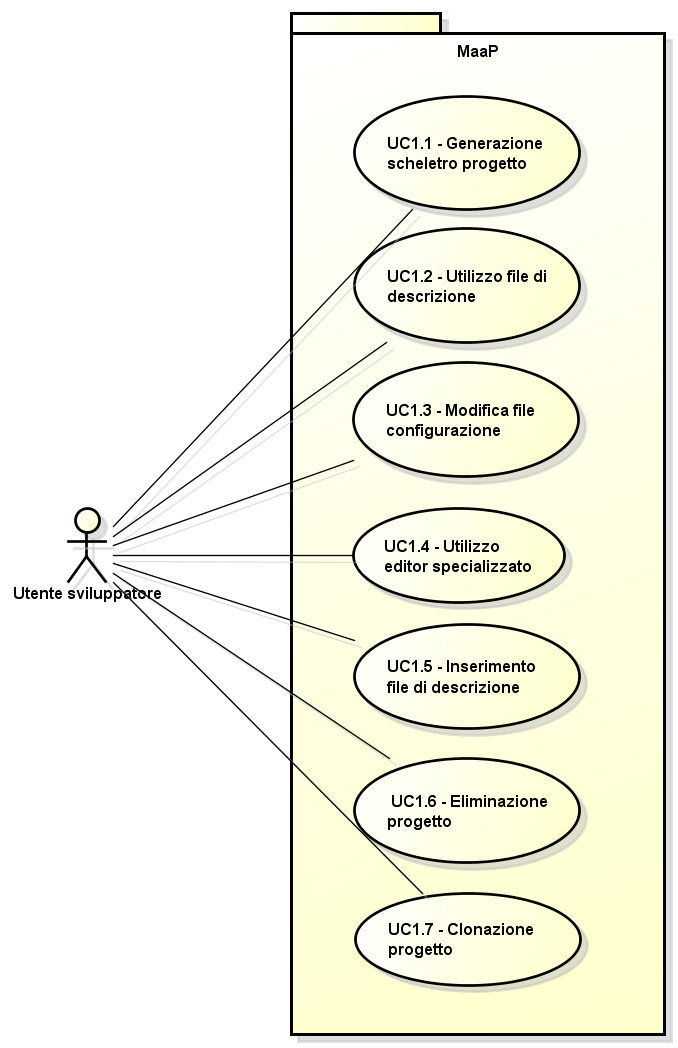 MaaP
UC1.1 - Generazione
scheletro progetto
UC1.2 - Utilizzo file di
descrizione
UC1.3 - Modifica file
configurazione
UC1.4 - Utilizzo
editor specializzato
Utente sviluppatore
UC1.5 - Inserimento
file di descrizione
UC1.6 - Eliminazione
progetto
UC1.7 - Clonazione
progetto